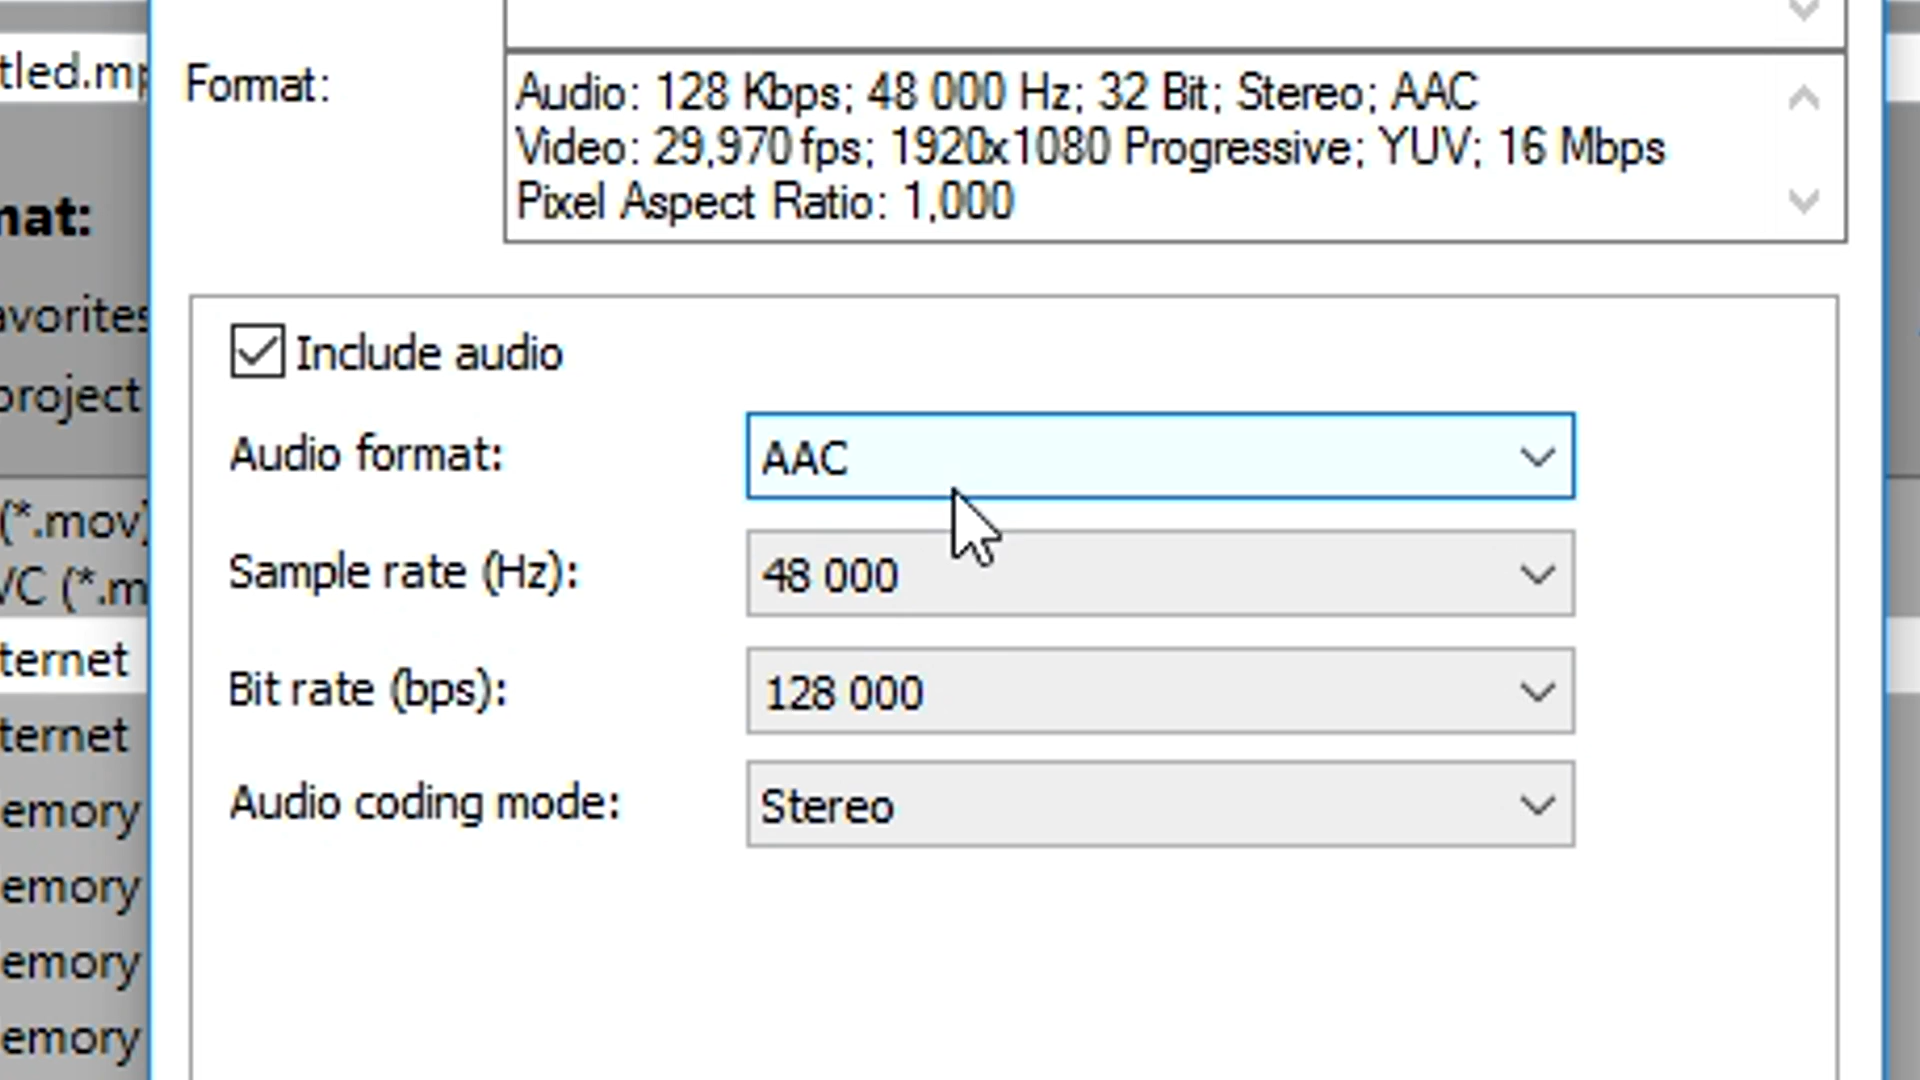 tled.mp
Format:
Audio: 128 Kbps; 48 000 Hz; 32 Bit; Stereo; AAC
Video: 29,970 fps; 1920x1080 Progressive; YUV; 16 Mbps
Pixel Aspect Ratio: 1,000
mat:
avorites
project
(*.mov)
VC (*.m
ternet
ternet
emory
emory
emory
emory
Include audio
Audio format:
AAC
Sample rate (Hz):
48 000
Bit rate (bps):
128 000
Audio coding mode:
Stereo